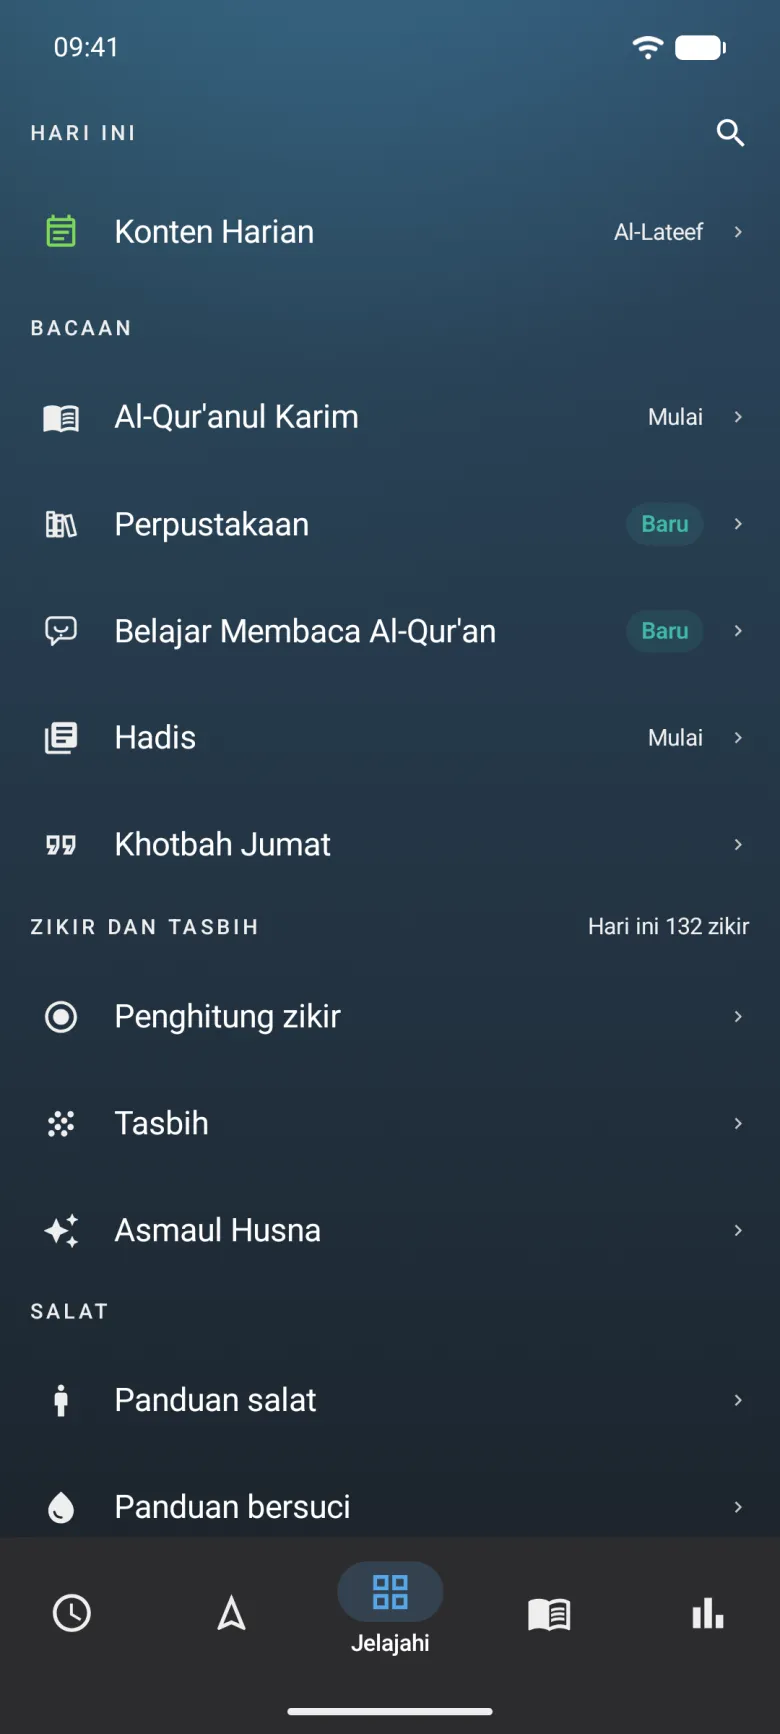 09:41
HARI INI
Konten Harian
Al-Lateef
BACAAN
Al-Qur'anul Karim
Mulai
Perpustakaan
Baru
Belajar Membaca Al-Qur'an
Baru
Hadis
Mulai
Khotbah Jumat
ZIKIR DAN TASBIH
Hari ini 132 zikir
Penghitung zikir
Tasbih
Asmaul Husna
SALAT
Panduan salat
Panduan bersuci
Jelajahi